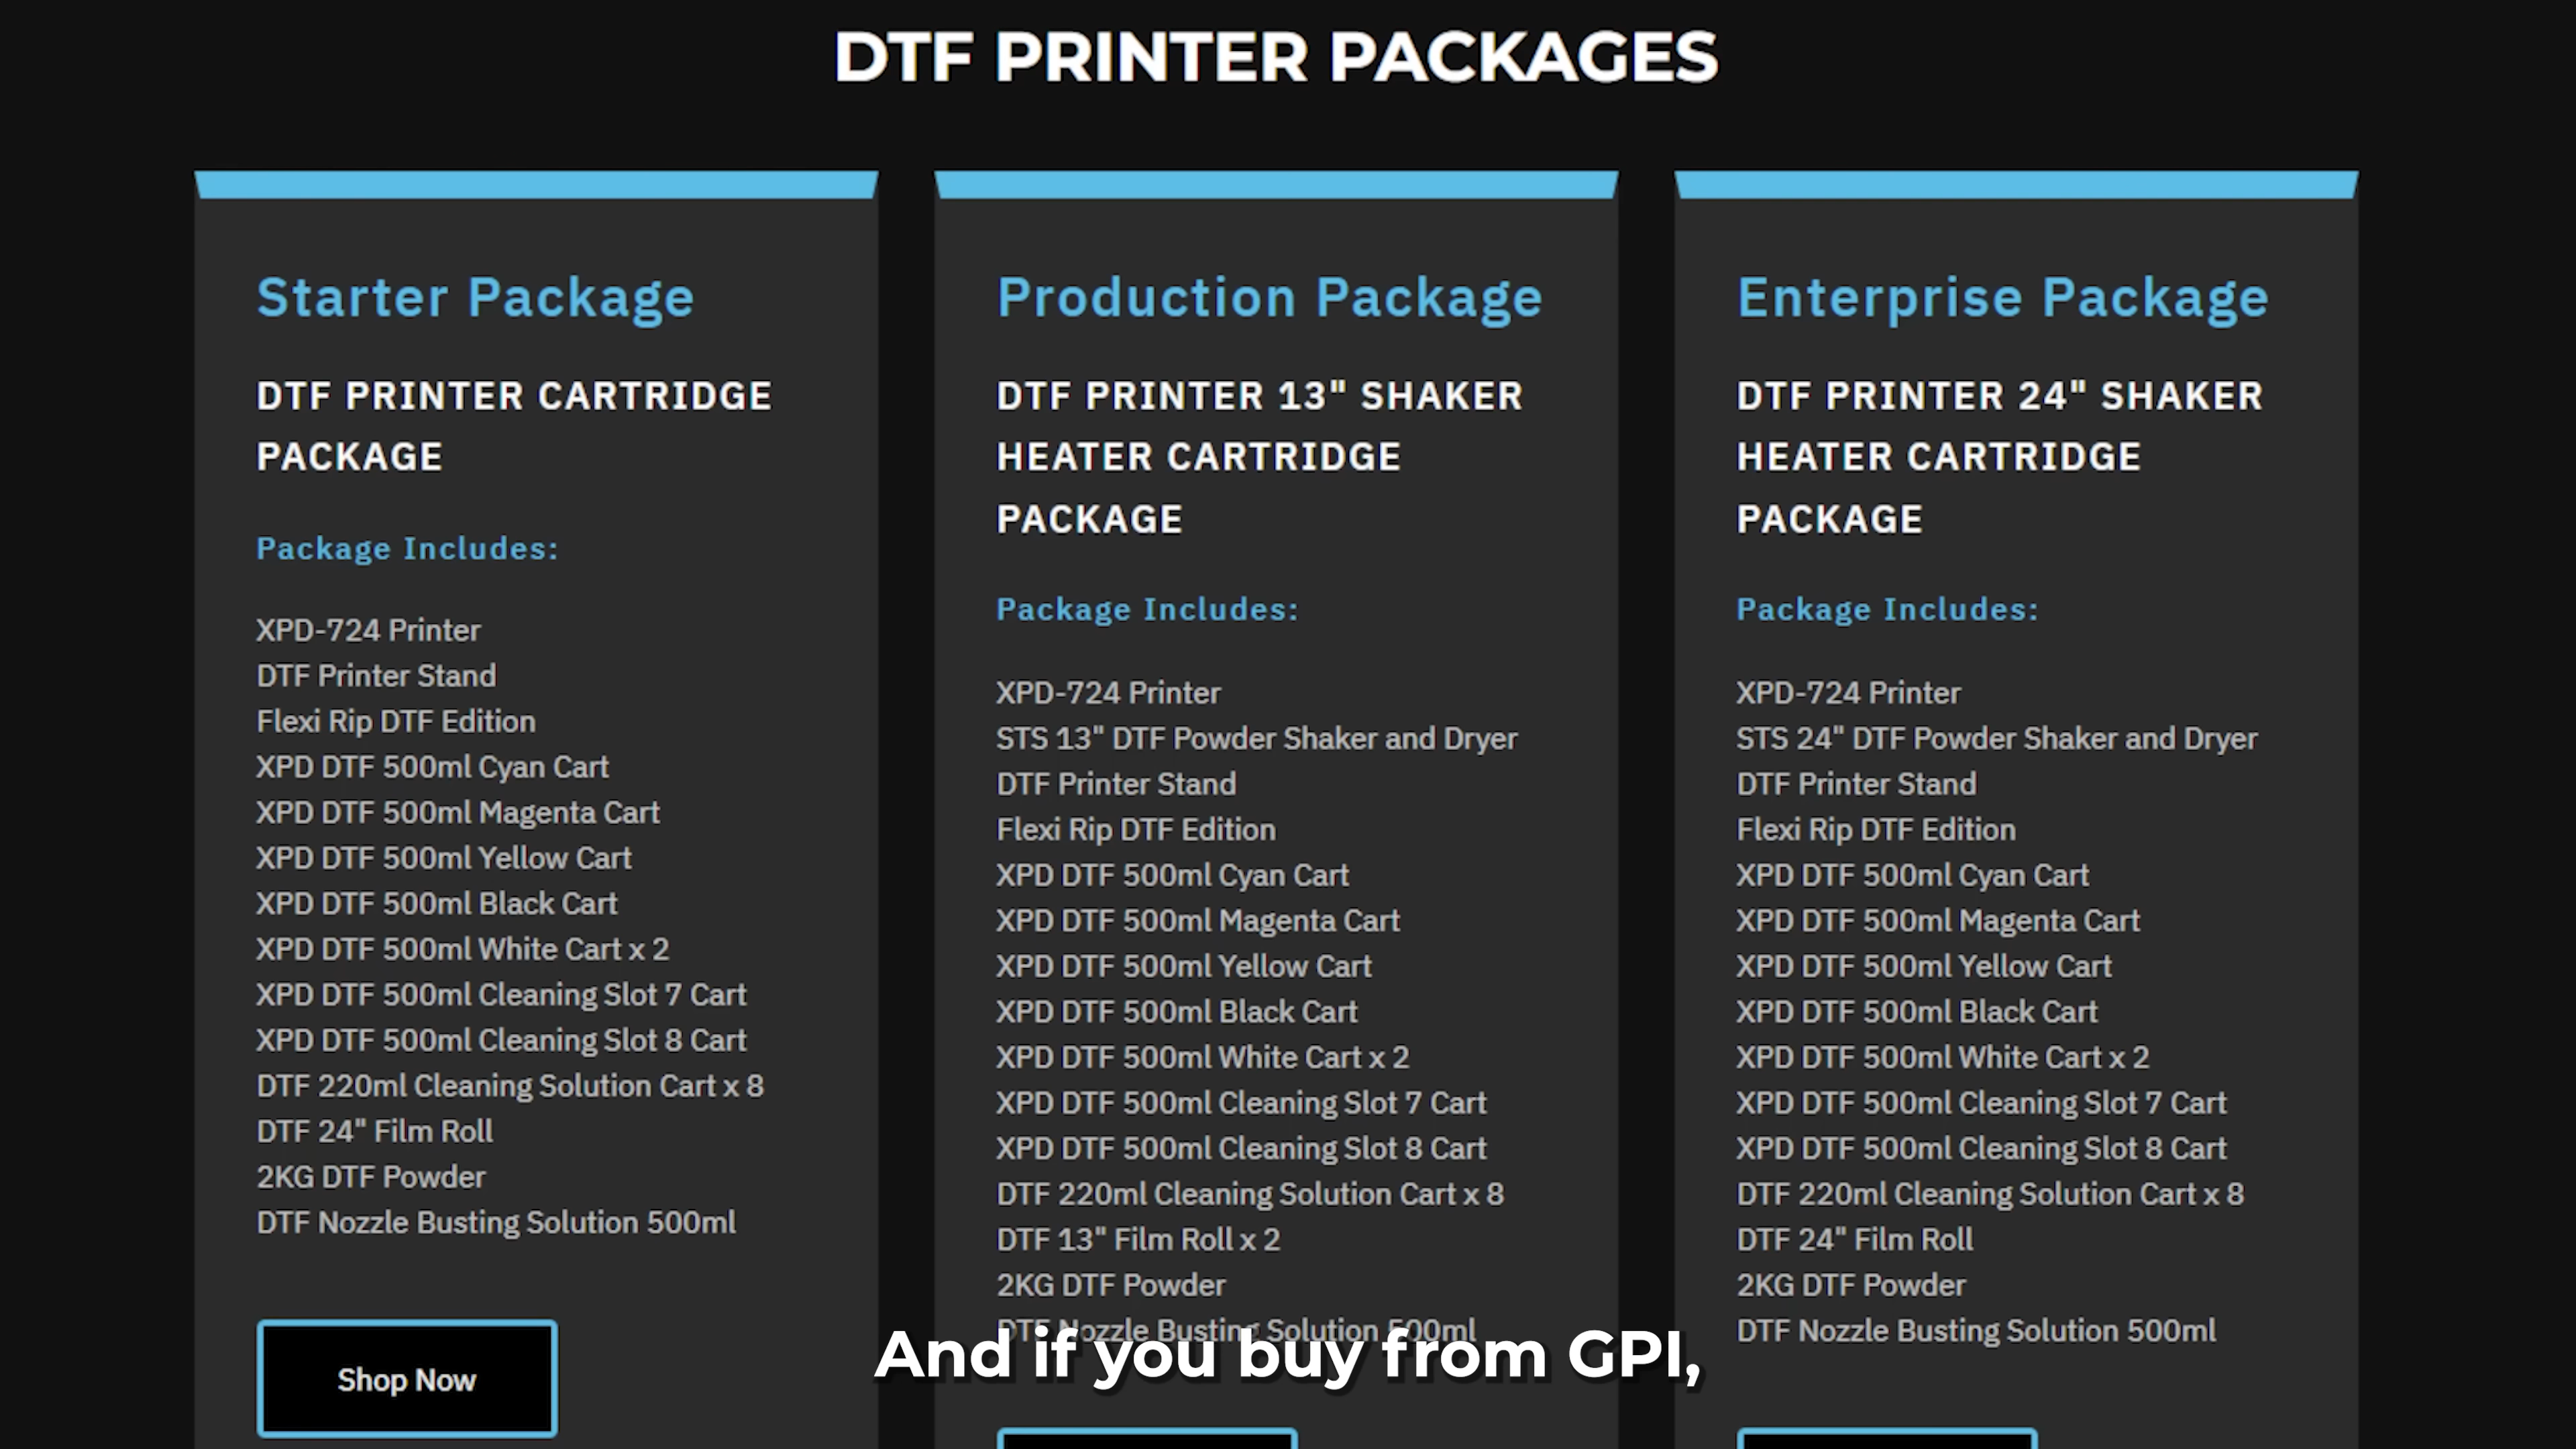 DTF PRINTER PACKAGES
Starter Package
DTF PRINTER CARTRIDGE
PACKAGE
Package Includes:
XPD-724 Printer
DTF Printer Stand
Flexi Rip DTF Edition
XPD DTF 500ml Cyan Cart
XPD DTF 500ml Magenta Cart
XPD DTF 500ml Yellow Cart
XPD DTF 500ml Black Cart
XPD DTF 500ml White Cart x 2
XPD DTF 500ml Cleaning Slot 7 Cart
XPD DTF 500ml Cleaning Slot 8 Cart
DTF 220ml Cleaning Solution Cart x 8
DTF 24" Film Roll
2KG DTF Powder
DTF Nozzle Busting Solution 500ml
Shop Now
Production Package
DTF PRINTER 13" SHAKER
HEATER CARTRIDGE
PACKAGE
Package Includes:
XPD-724 Printer
STS 13" DTF Powder Shaker and Dryer
DTF Printer Stand
Flexi Rip DTF Edition
XPD DTF 500ml Cyan Cart
XPD DTF 500ml Magenta Cart
XPD DTF 500ml Yellow Cart
XPD DTF 500ml Black Cart
XPD DTF 500ml White Cart x 2
XPD DTF 500ml Cleaning Slot 7 Cart
XPD DTF 500ml Cleaning Slot 8 Cart
DTF 220ml Cleaning Solution Cart x 8
DTF 13" Film Roll x 2
2KG DTF Powder
DTF Nozzle Busting Solution 500ml
Enterprise Package
DTF PRINTER 24" SHAKER
HEATER CARTRIDGE
PACKAGE
Package Includes:
XPD-724 Printer
STS 24" DTF Powder Shaker and Dryer
DTF Printer Stand
Flexi Rip DTF Edition
XPD DTF 500ml Cyan Cart
XPD DTF 500ml Magenta Cart
XPD DTF 500ml Yellow Cart
XPD DTF 500ml Black Cart
XPD DTF 500ml White Cart x 2
XPD DTF 500ml Cleaning Slot 7 Cart
XPD DTF 500ml Cleaning Slot 8 Cart
DTF 220ml Cleaning Solution Cart x 8
DTF 24" Film Roll
2KG DTF Powder
DTF Nozzle Busting Solution 500ml
And if you buy from GPI,